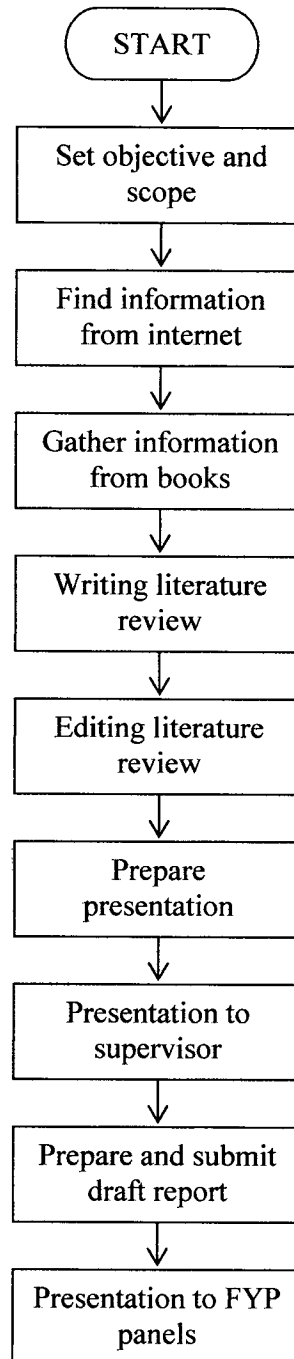 START
Set objective and
scope
Find information
from internet
Gather information
from books
Writing literature
review
Editing literature
review
Prepare
presentation
Presentation to
supervisor
Prepare and submit
draft report
Presentation to FYP
panels